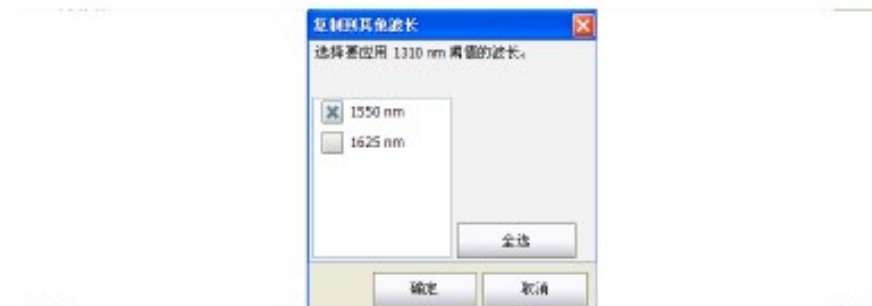 复制到其他波长
选择要应用 1310 nm 阈值的波长。
1550 nm
1625 nm
全选
确定
取消